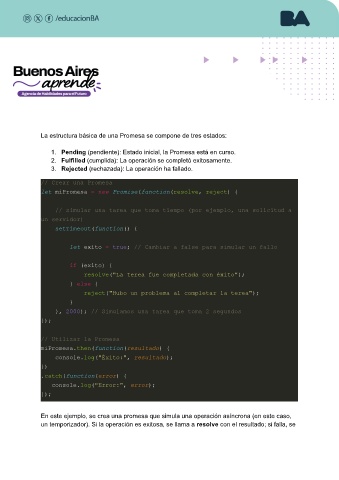 /educacionBA
BA
Buenos Aires
aprende
Agencia de Habilidades para el Futuro
La estructura básica de una Promesa se compone de tres estados:
1. Pending (pendiente): Estado inicial, la Promesa está en curso.
2. Fulfilled (cumplida): La operación se completó exitosamente.
3. Rejected (rechazada): La operación ha fallado.
// Crear una Promesa
let miPromesa = new Promise(function(resolve, reject) {
// Simular una tarea que toma tiempo (por ejemplo, una solicitud a
un servidor)
setTimeout(function() {
let exito = true; // Cambiar a false para simular un fallo
if (exito) {
resolve("La tarea fue completada con éxito");
} else {
reject("Hubo un problema al completar la tarea");
}
}, 2000); // Simulamos una tarea que toma 2 segundos
});
// Utilizar la Promesa
miPromesa.then(function(resultado) {
console.log("Éxito:", resultado);
})
.catch(function(error) {
console.log("Error:", error);
});
En este ejemplo, se crea una promesa que simula una operación asíncrona (en este caso,
un temporizador). Si la operación es exitosa, se llama a resolve con el resultado; si falla, se